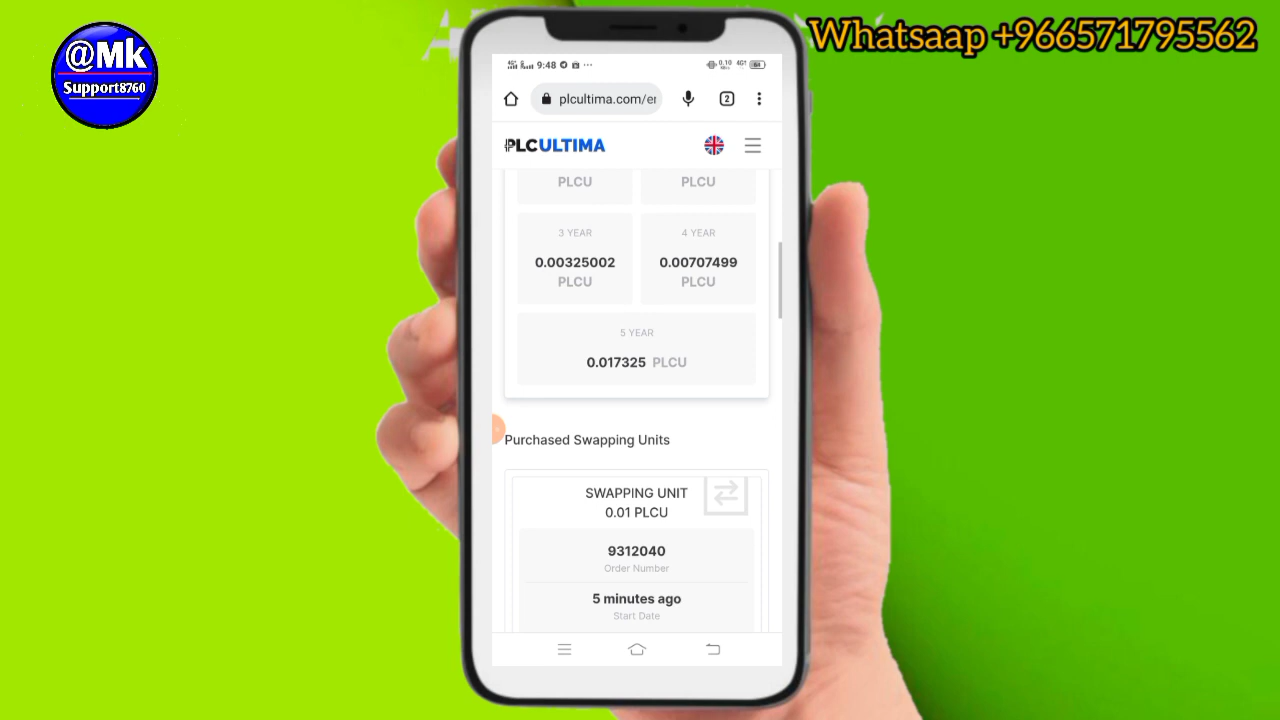 Whatsaap +966571795562
@Mk
Support8760
9:48
plcultima.com/er
2
PLCULTIMA
PLCU PLCU
3 YEAR 4 YEAR
0.00325002 0.00707499
PLCU PLCU
5 YEAR
0.017325 PLCU
Purchased Swapping Units
SWAPPING UNIT
0.01 PLCU
9312040
Order Number
5 minutes ago
Start Date